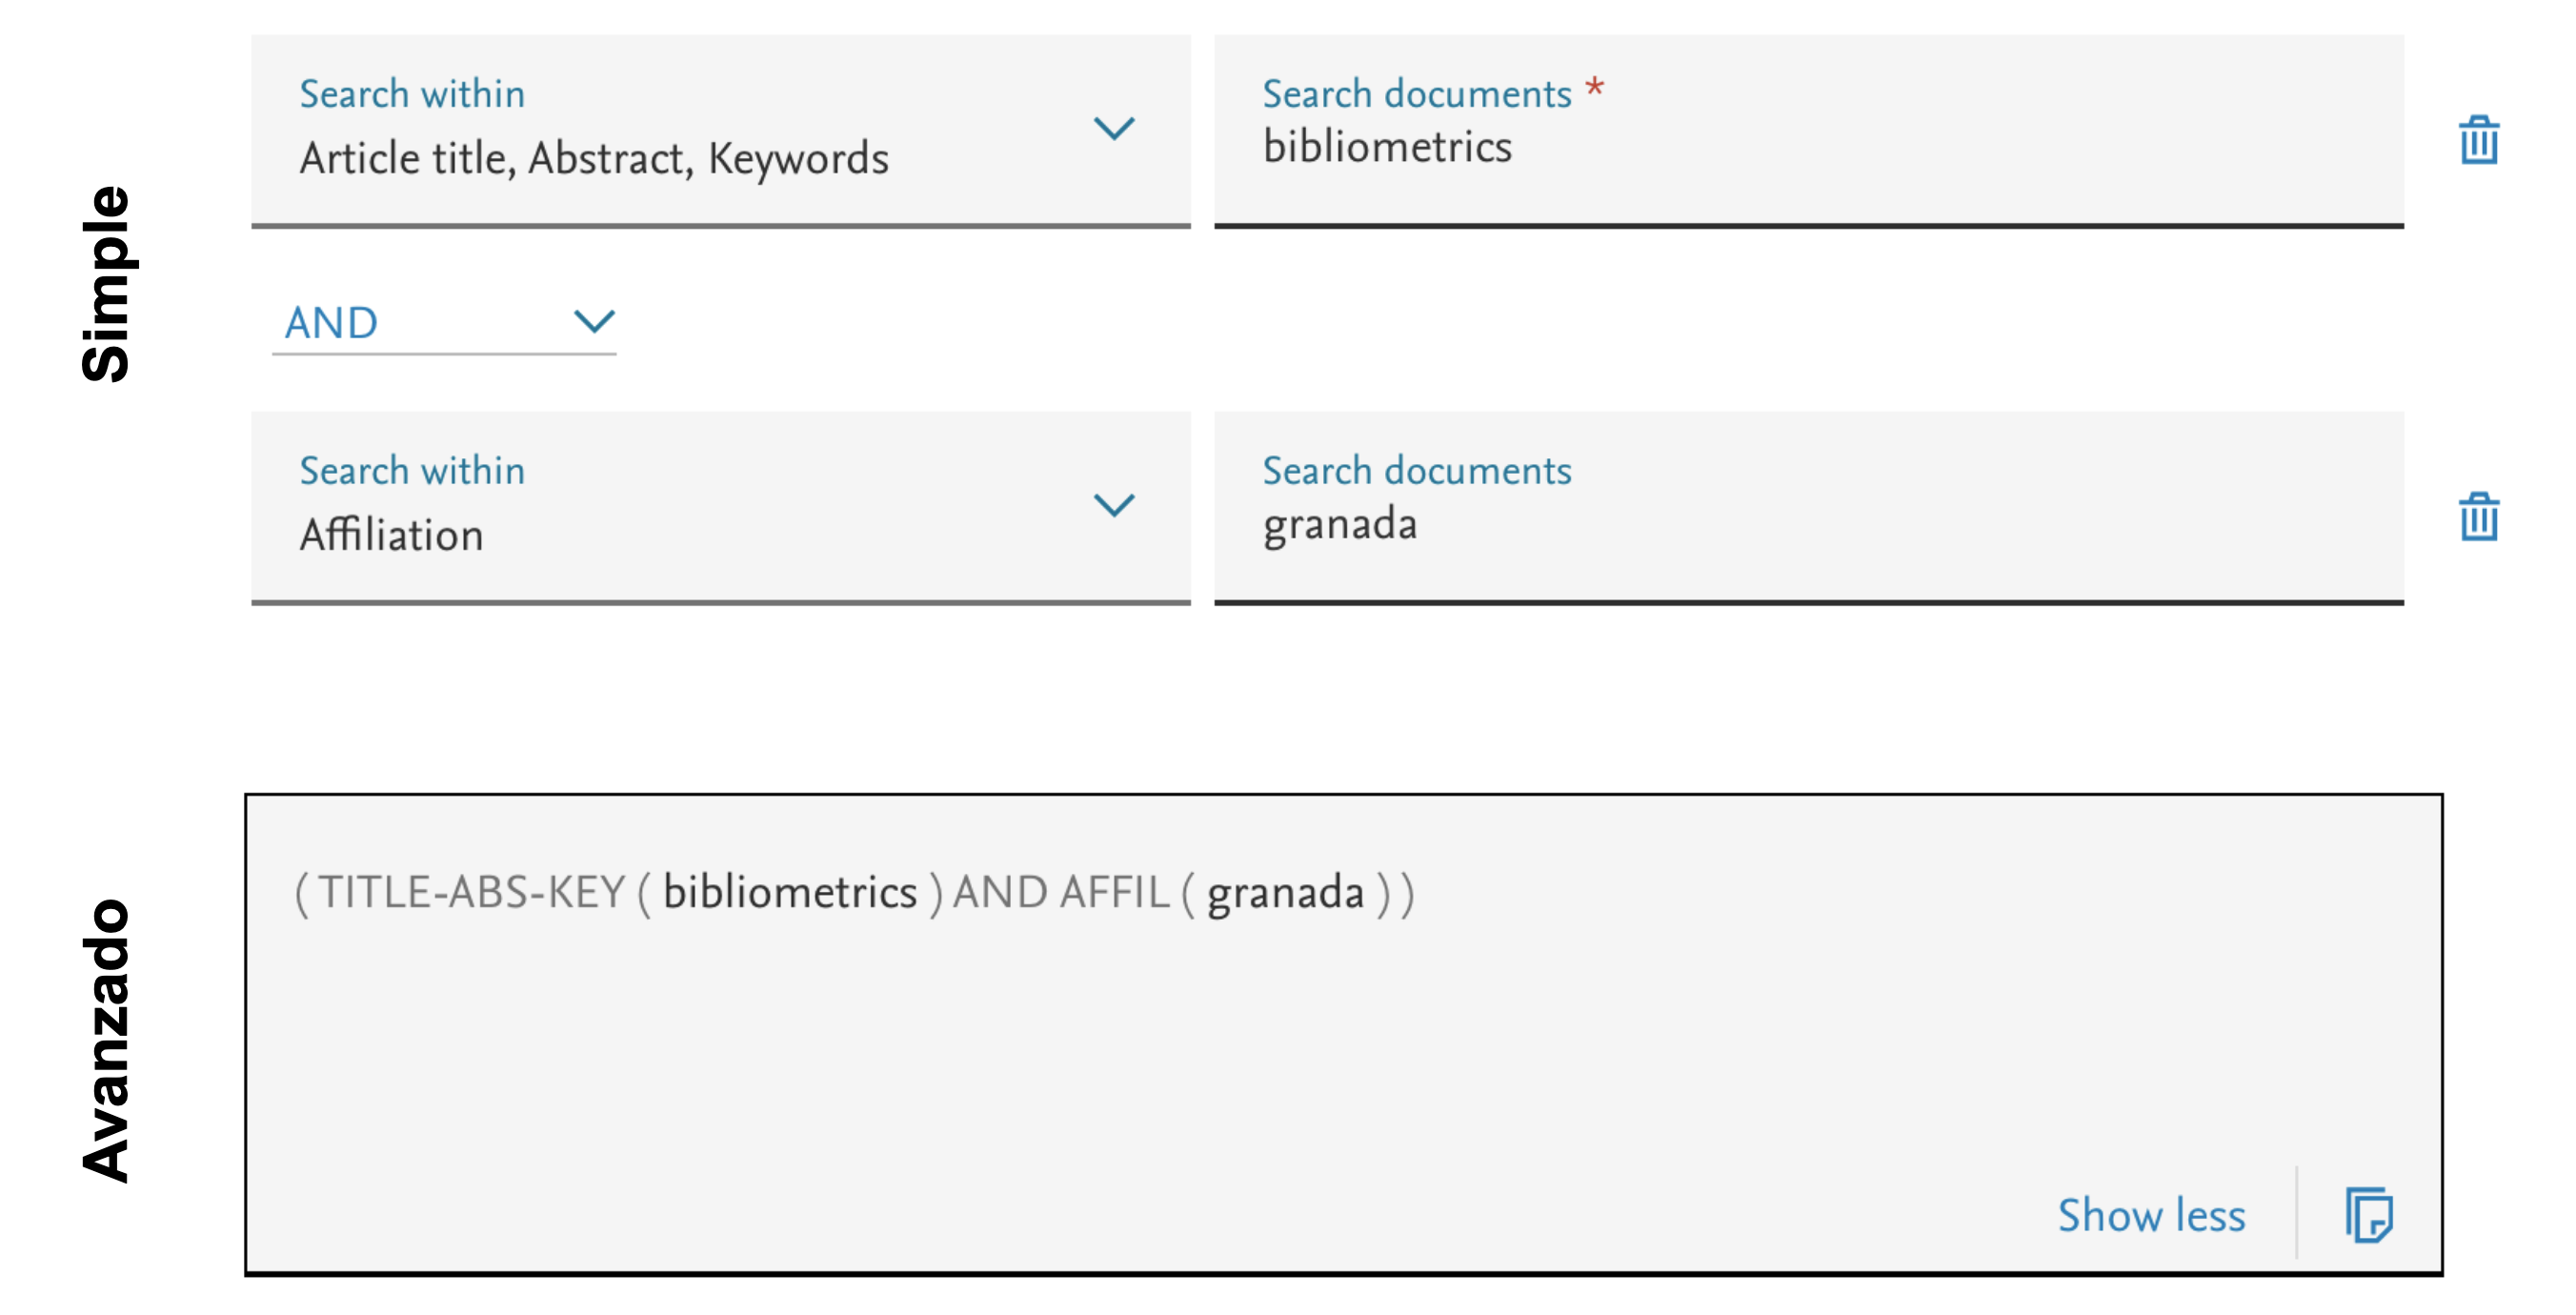 Simple
Search within
Article title, Abstract, Keywords
Search documents *
bibliometrics
AND
Search within
Affiliation
Search documents
granada
Avanzado
( TITLE-ABS-KEY ( bibliometrics ) AND AFFIL ( granada ) )
Show less